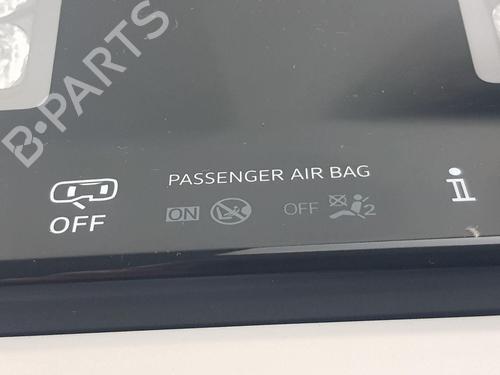 B-PARTS
PASSENGER AIR BAG
OFF ON OFF 2
i